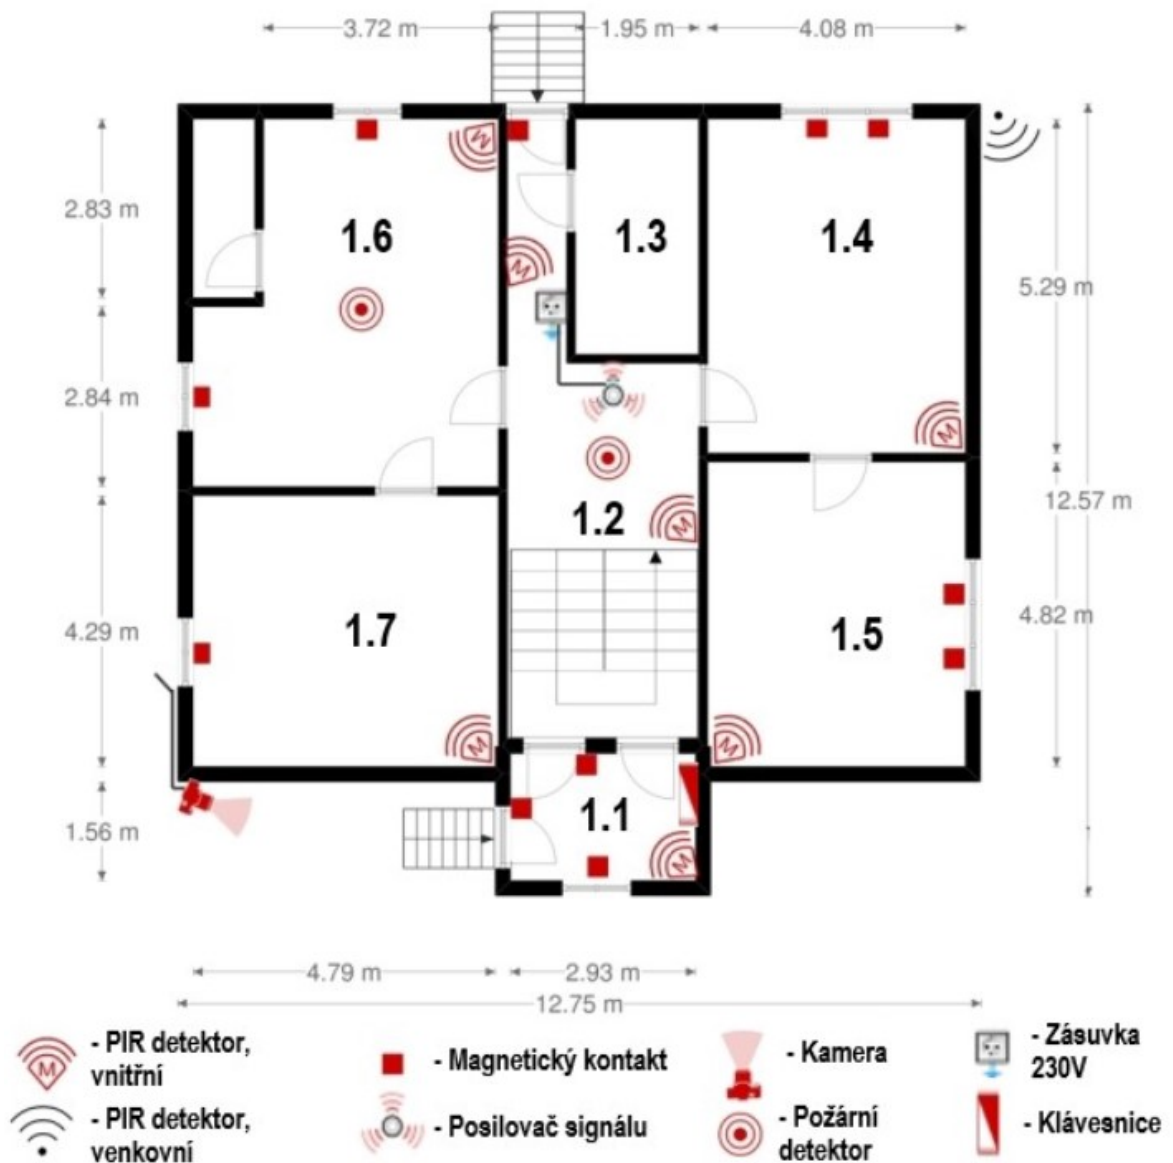 3.72 m
1.95 m
4.08 m
2.83 m
1.6
1.3
1.4
5.29 m
2.84 m
12.57 m
1.2
4.29 m
1.7
1.5
4.82 m
1.56 m
1.1
4.79 m
2.93 m
12.75 m
- PIR detektor,
vnitřní
- Magnetický kontakt
- Kamera
- Zásuvka
230V
- PIR detektor,
venkovní
- Posilovač signálu
- Požární
detektor
- Klávesnice
M
M
M
M
M
M
M
M